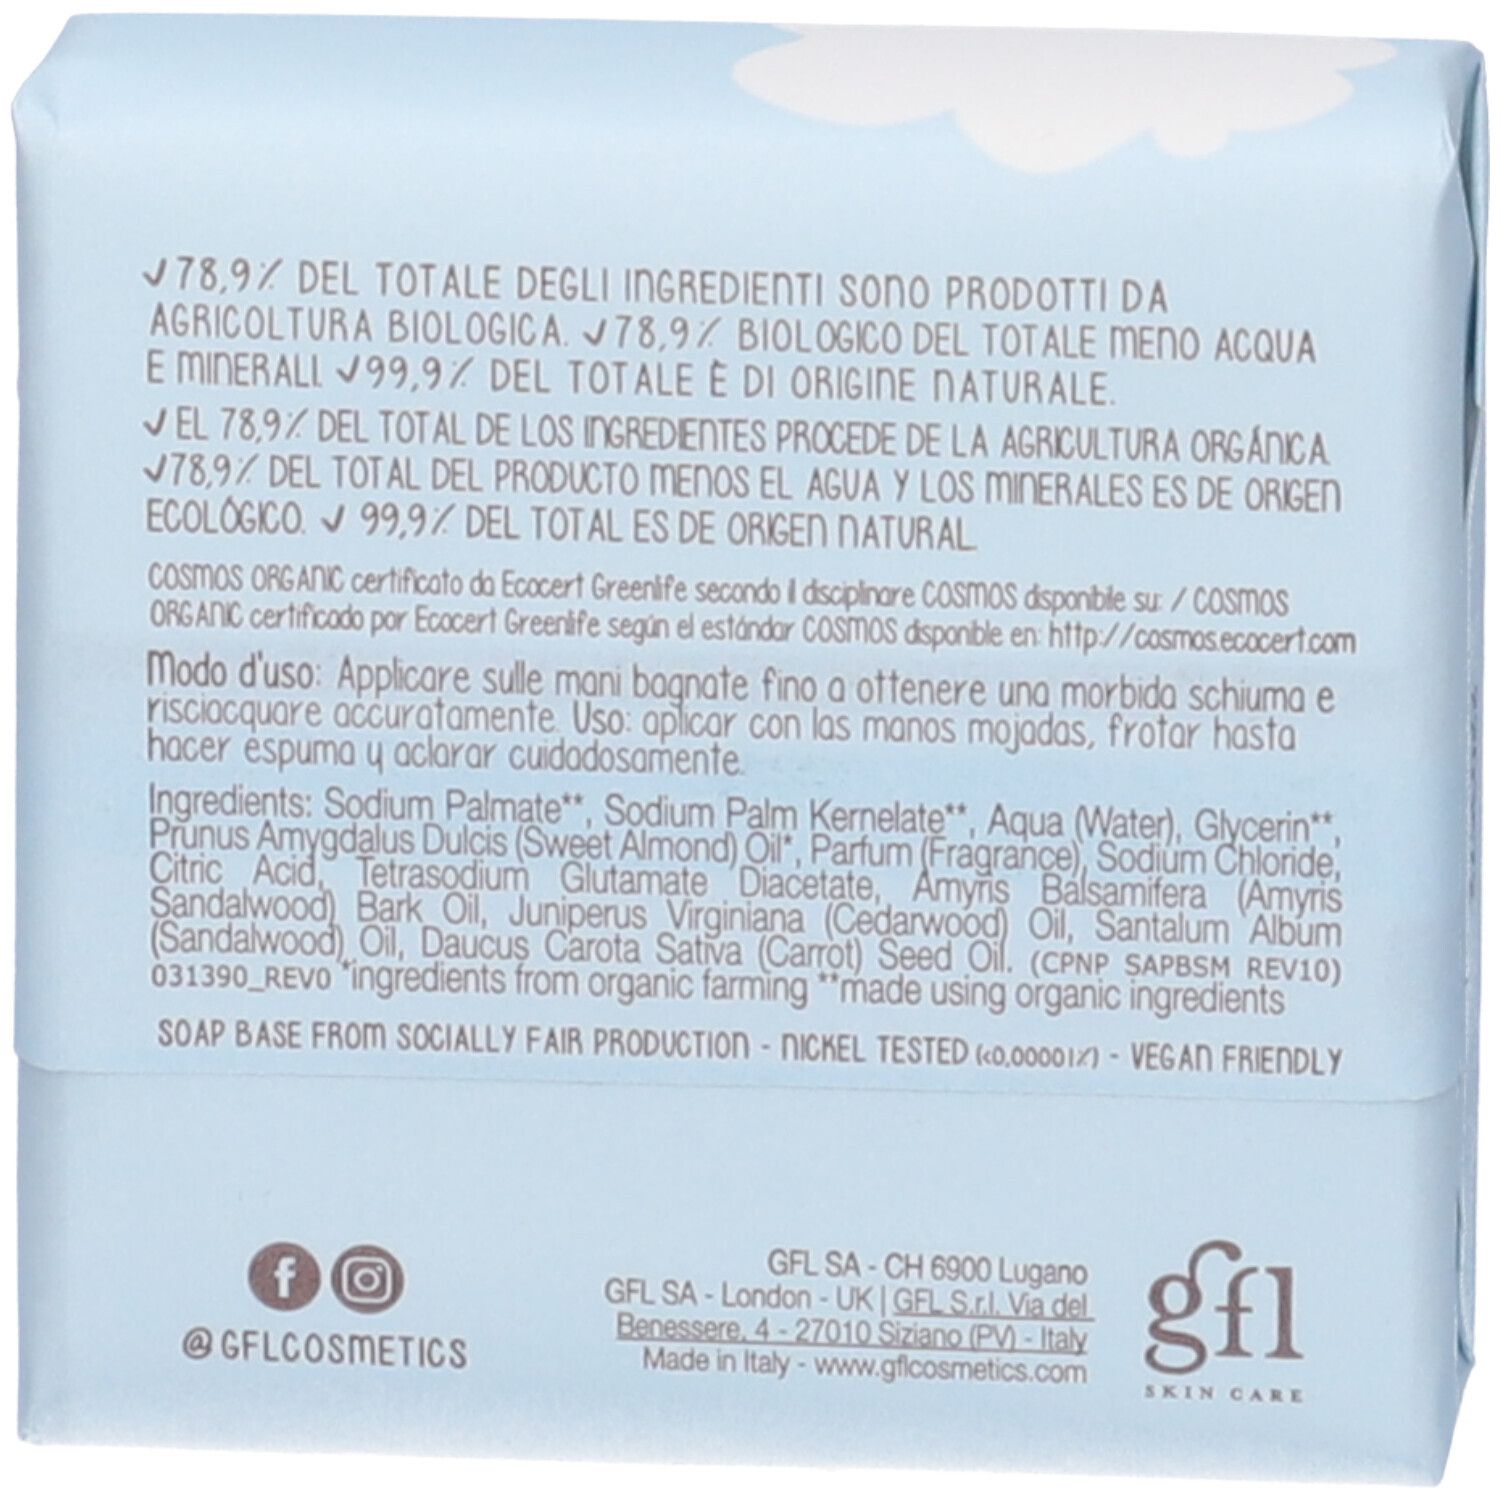 ✓78,9% DEL TOTALE DEGLI INGREDIENTI SONO PRODOTTI DA
AGRICOLTURA BIOLOGICA. ✓78,9% BIOLOGICO DEL TOTALE MENO ACQUA
E MINERALI. ✓99,9% DEL TOTALE È DI ORIGINE NATURALE.
✓ EL 78,9% DEL TOTAL DE LOS INGREDIENTES PROCEDE DE LA AGRICULTURA ORGÁNICA.
✓78,9% DEL TOTAL DEL PRODUCTO MENOS EL AGUA Y LOS MINERALES ES DE ORIGEN
ECOLÓGICO. ✓ 99,9% DEL TOTAL ES DE ORIGEN NATURAL.
COSMOS ORGANIC certificato da Ecocert Greenlife secondo il disciplinare COSMOS disponibile su: / COSMOS
ORGANIC certificado por Ecocert Greenlife según el estándar COSMOS disponible en: http://cosmos.ecocert.com
Modo d'uso: Applicare sulle mani bagnate fino a ottenere una morbida schiuma e
risciacquare accuratamente. Uso: aplicar con las manos mojadas, frotar hasta
hacer espuma y aclarar cuidadosamente.
Ingredients: Sodium Palmate**, Sodium Palm Kernelate**, Aqua (Water), Glycerin**,
Prunus Amygdalus Dulcis (Sweet Almond) Oil*, Parfum (Fragrance), Sodium Chloride,
Citric Acid, Tetrasodium Glutamate Diacetate, Amyris Balsamifera (Amyris
Sandalwood) Bark Oil, Juniperus Virginiana (Cedarwood) Oil, Santalum Album
(Sandalwood) Oil, Daucus Carota Sativa (Carrot) Seed Oil. (CPNP SAPBSM REV10)
031390_REV0 *ingredients from organic farming **made using organic ingredients
SOAP BASE FROM SOCIALLY FAIR PRODUCTION - NICKEL TESTED (<0,00001%) - VEGAN FRIENDLY
@GFLCOSMETICS
GFL SA - CH 6900 Lugano
GFL SA - London - UK | GFL S.r.l. Via del
Benessere, 4 - 27010 Siziano (PV) - Italy
Made in Italy - www.gflcosmetics.com
gfl
SKIN CARE